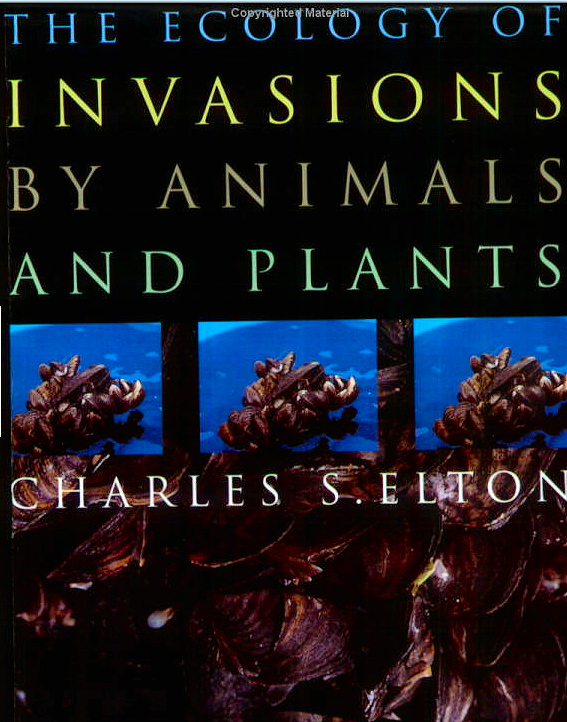 Copyrighted Material
THE ECOLOGY OF
INVASIONS
BY ANIMALS
AND PLANTS
CHARLES S. ELTON